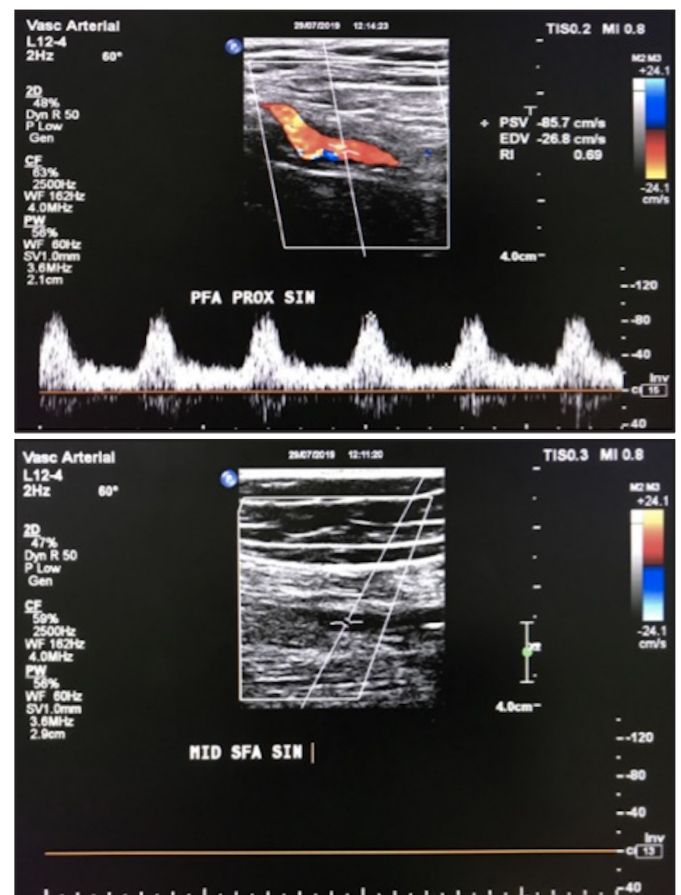 Vasc Arterial 29/07/2019 12:14:23 TIS0.2 MI 0.8
L12-4
2Hz 60°
M2 M3
+24.1
2D
48%
Dyn R 50
P Low
Gen
+ PSV -85.7 cm/s
EDV -26.8 cm/s
RI 0.69
CF
63%
2500Hz
WF 162Hz
4.0MHz
-24.1
cm/s
PW
56%
WF 60Hz
SV1.0mm
3.6MHz
2.1cm
4.0cm
PFA PROX SIN
-120
-80
-40
Inv
15
-40
Vasc Arterial 29/07/2019 12:11:20 TIS0.3 MI 0.8
L12-4
2Hz 60°
M2 M3
+24.1
2D
47%
Dyn R 50
P Low
Gen
CF
59%
2500Hz
WF 162Hz
4.0MHz
-24.1
cm/s
PW
56%
WF 60Hz
SV1.0mm
3.6MHz
2.9cm
4.0cm
MID SFA SIN
-120
-80
-40
Inv
13
-40